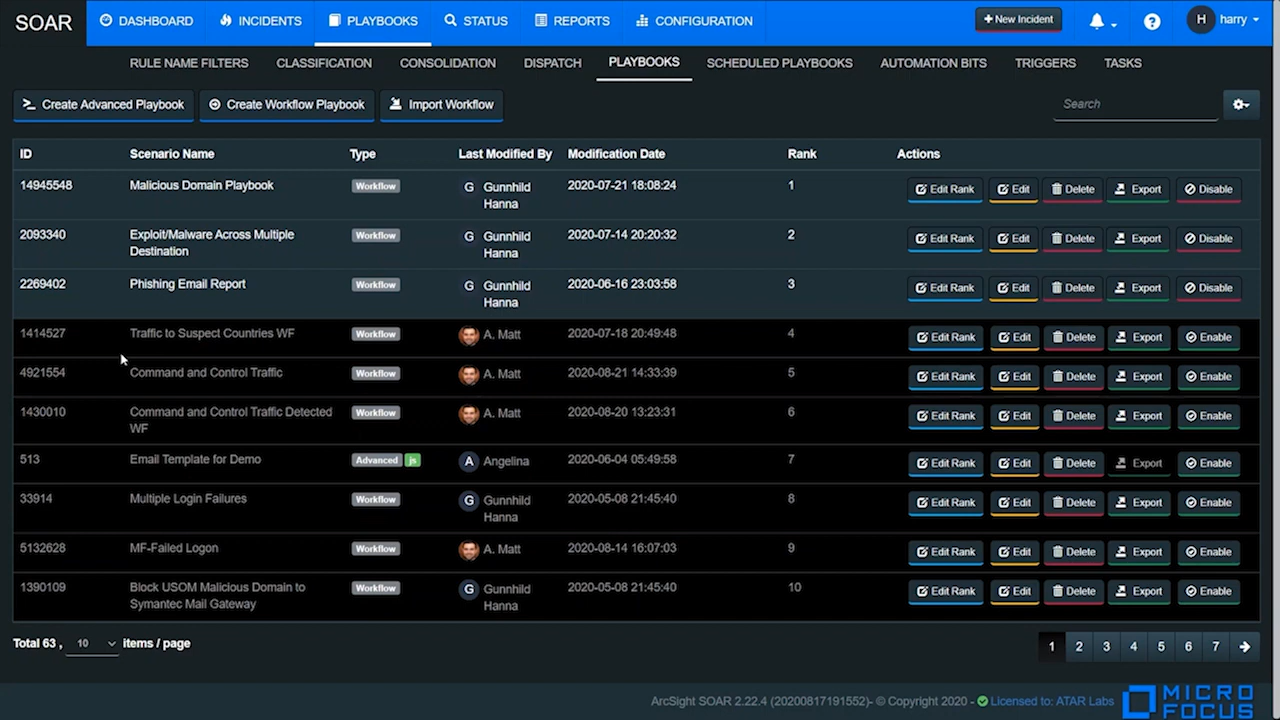 SOAR
DASHBOARD INCIDENTS PLAYBOOKS STATUS REPORTS CONFIGURATION + New Incident H harry
RULE NAME FILTERS CLASSIFICATION CONSOLIDATION DISPATCH PLAYBOOKS SCHEDULED PLAYBOOKS AUTOMATION BITS TRIGGERS TASKS
Create Advanced Playbook Create Workflow Playbook Import Workflow Search
ID Scenario Name Type Last Modified By Modification Date Rank Actions
14945548 Malicious Domain Playbook Workflow G Gunnhild 2020-07-21 18:08:24 1 Edit Rank Edit Delete Export Disable
Hanna
2093340 Exploit/Malware Across Multiple Workflow G Gunnhild 2020-07-14 20:20:32 2 Edit Rank Edit Delete Export Disable
Destination Hanna
2269402 Phishing Email Report Workflow G Gunnhild 2020-06-16 23:03:58 3 Edit Rank Edit Delete Export Disable
Hanna
1414527 Traffic to Suspect Countries WF Workflow A. Matt 2020-07-18 20:49:48 4 Edit Rank Edit Delete Export Enable
4921554 Command and Control Traffic Workflow A. Matt 2020-08-21 14:33:39 5 Edit Rank Edit Delete Export Enable
1430010 Command and Control Traffic Detected Workflow A. Matt 2020-08-20 13:23:31 6 Edit Rank Edit Delete Export Enable
WF
513 Email Template for Demo Advanced js A Angelina 2020-06-04 05:49:58 7 Edit Rank Edit Delete Export Enable
33914 Multiple Login Failures Workflow G Gunnhild 2020-05-08 21:45:40 8 Edit Rank Edit Delete Export Enable
Hanna
5132628 MF-Failed Logon Workflow A. Matt 2020-08-14 16:07:03 9 Edit Rank Edit Delete Export Enable
1390109 Block USOM Malicious Domain to Workflow G Gunnhild 2020-05-08 21:45:40 10 Edit Rank Edit Delete Export Enable
Symantec Mail Gateway Hanna
Total 63 , 10 items / page 1 2 3 4 5 6 7
ArcSight SOAR 2.22.4 (20200817191552)- © Copyright 2020 - Licensed to: ATAR Labs
MICRO
FOCUS